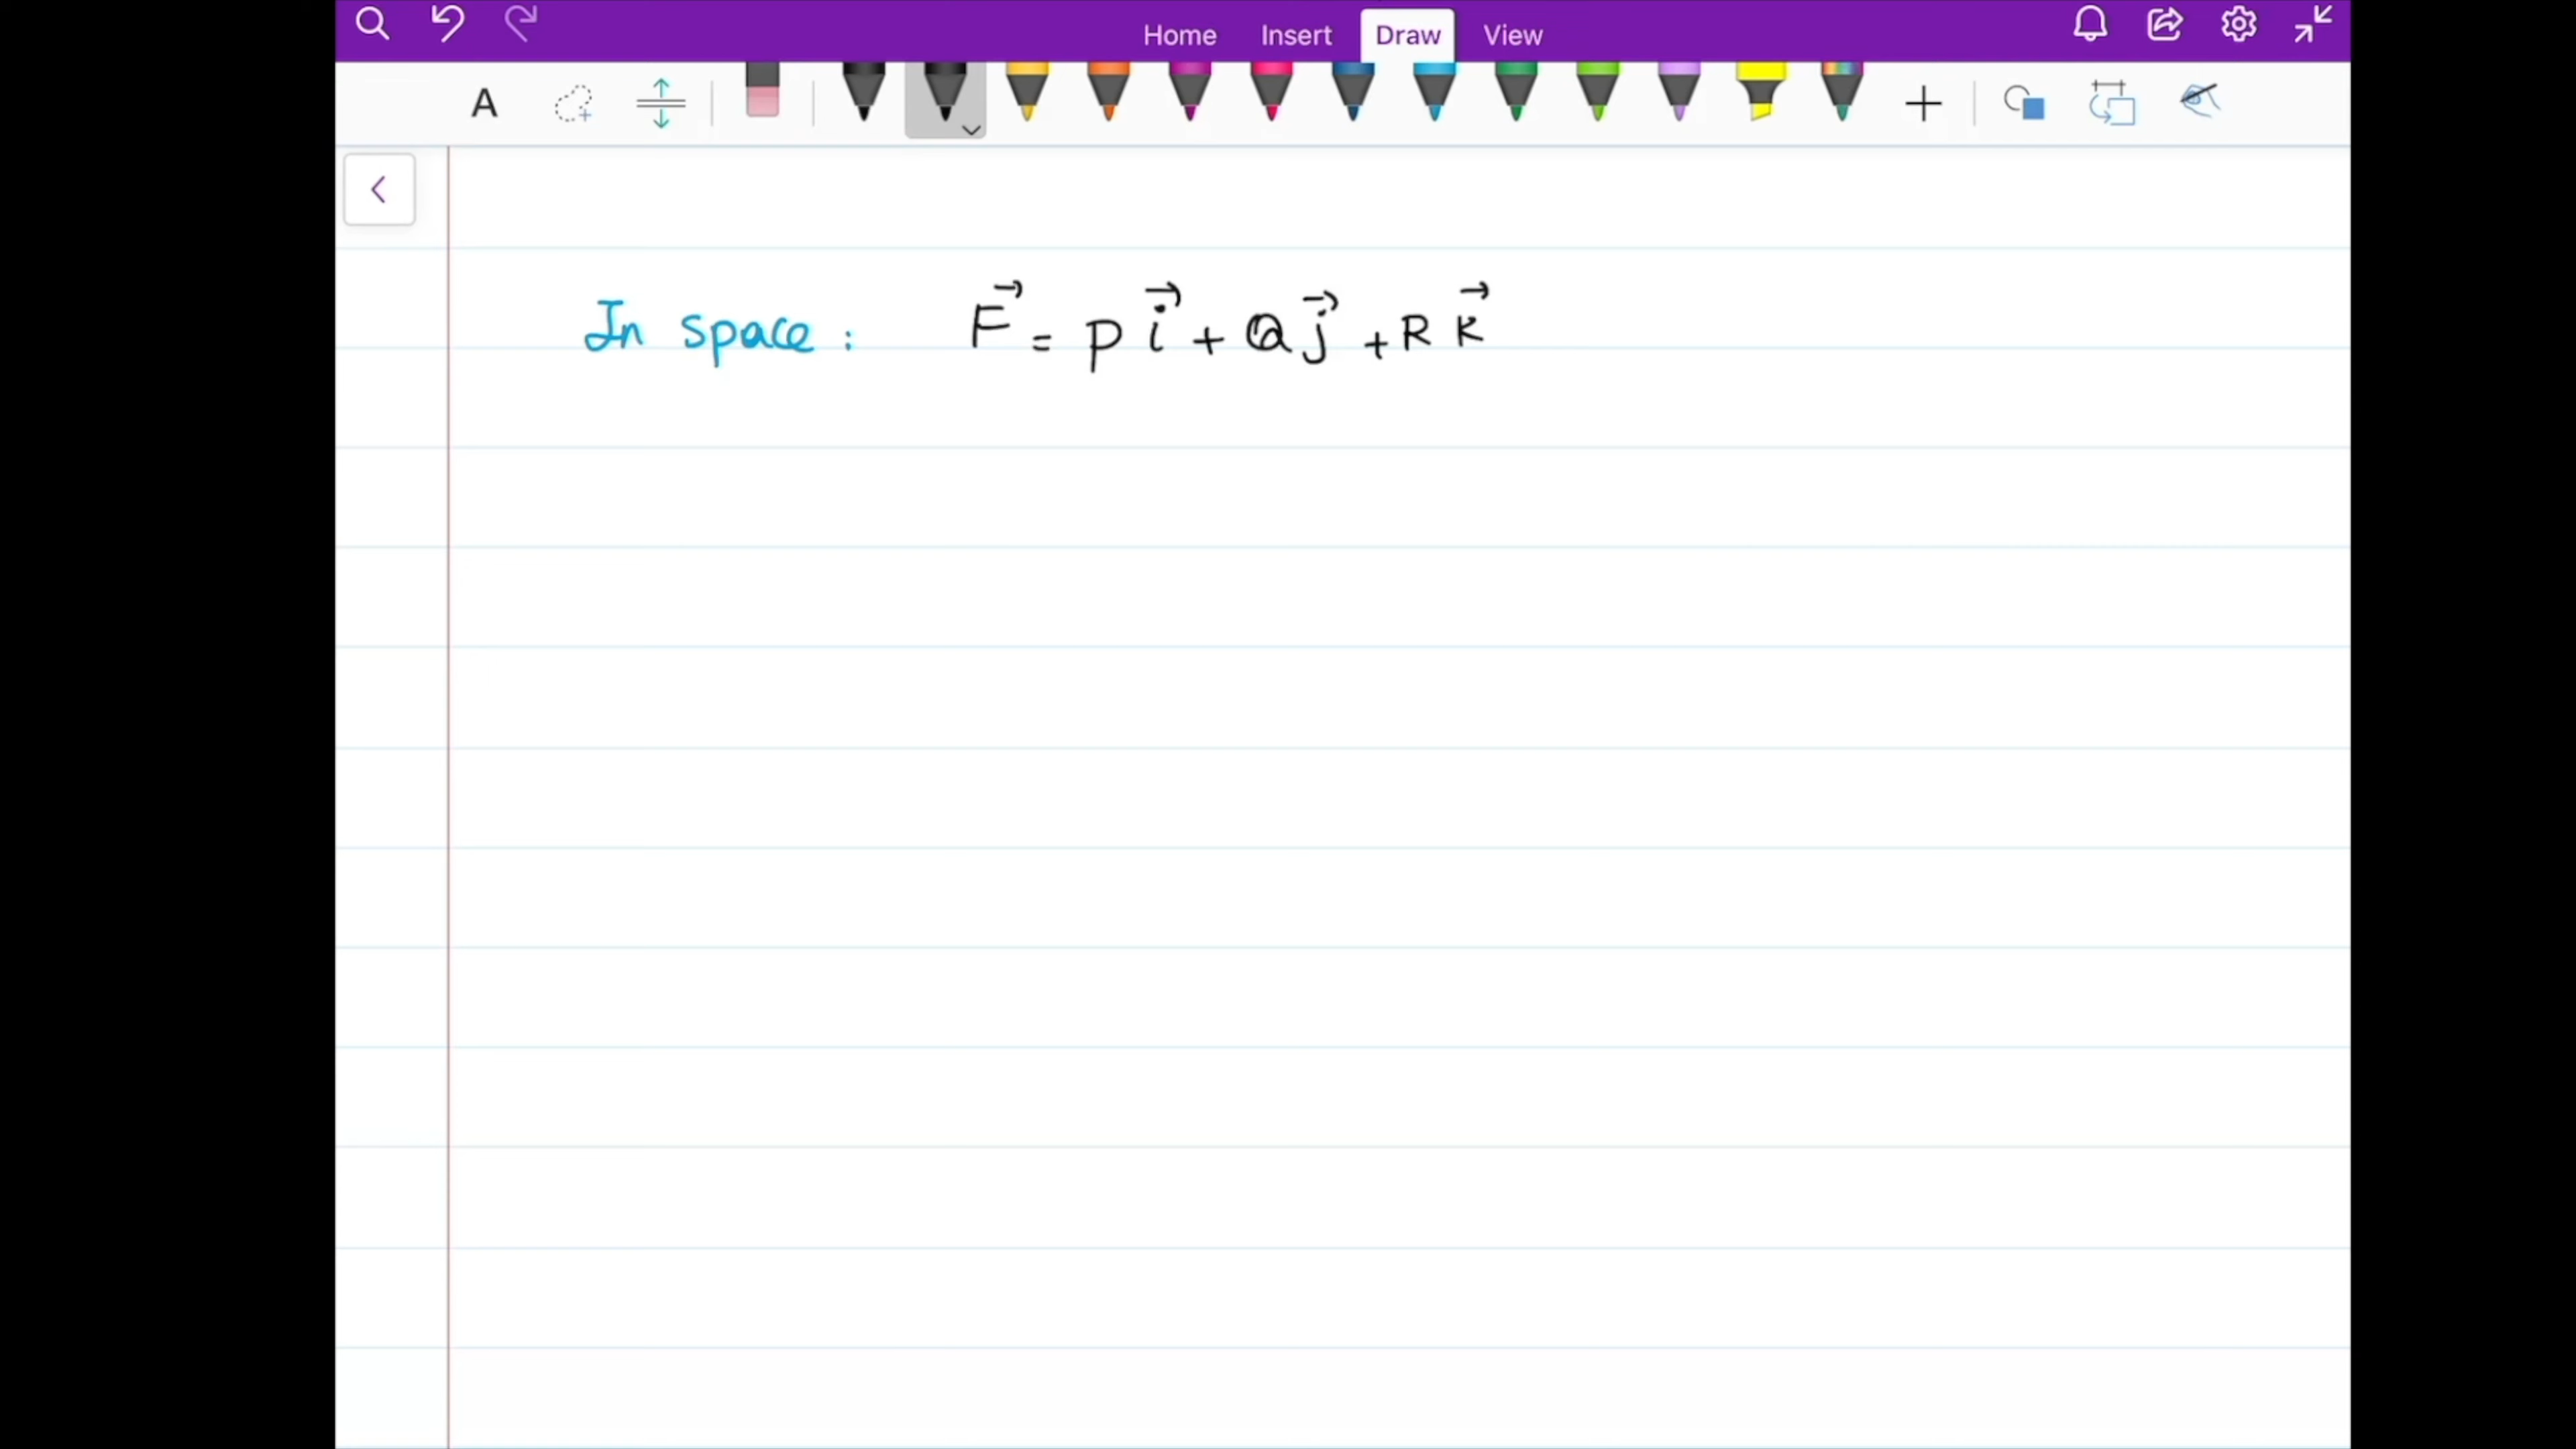 Home Insert Draw View
A
In space: F⃗ = P i⃗ + Q j⃗ + R k⃗